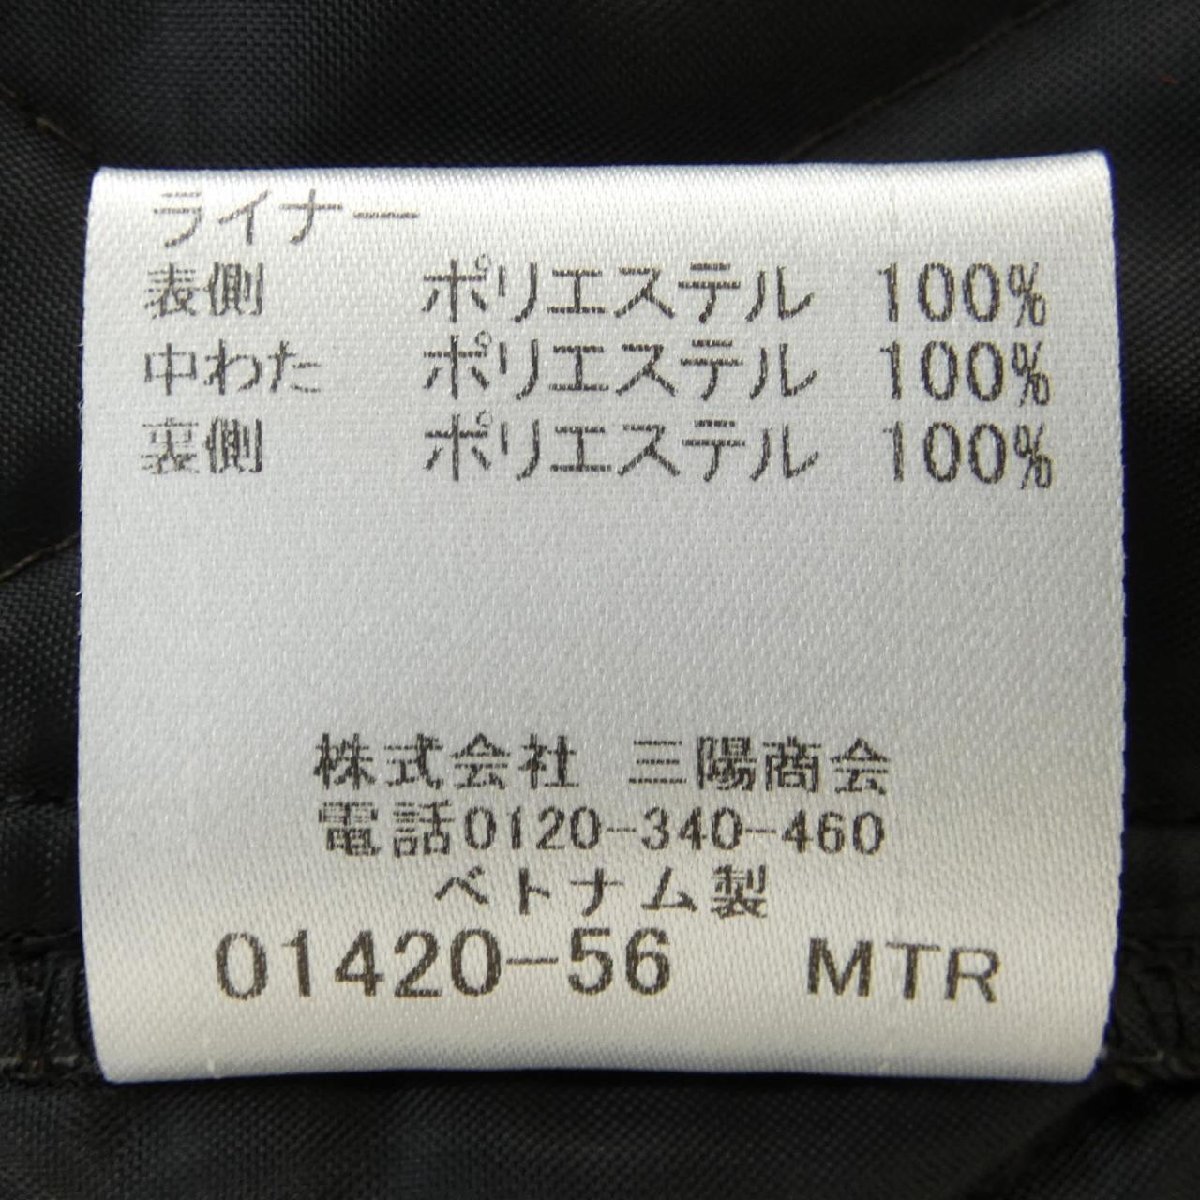 ライナー
表側 ポリエステル 100%
中わた ポリエステル 100%
裏側 ポリエステル 100%
株式会社 三陽商会
電話0120-340-460
ベトナム製
01420-56 MTR